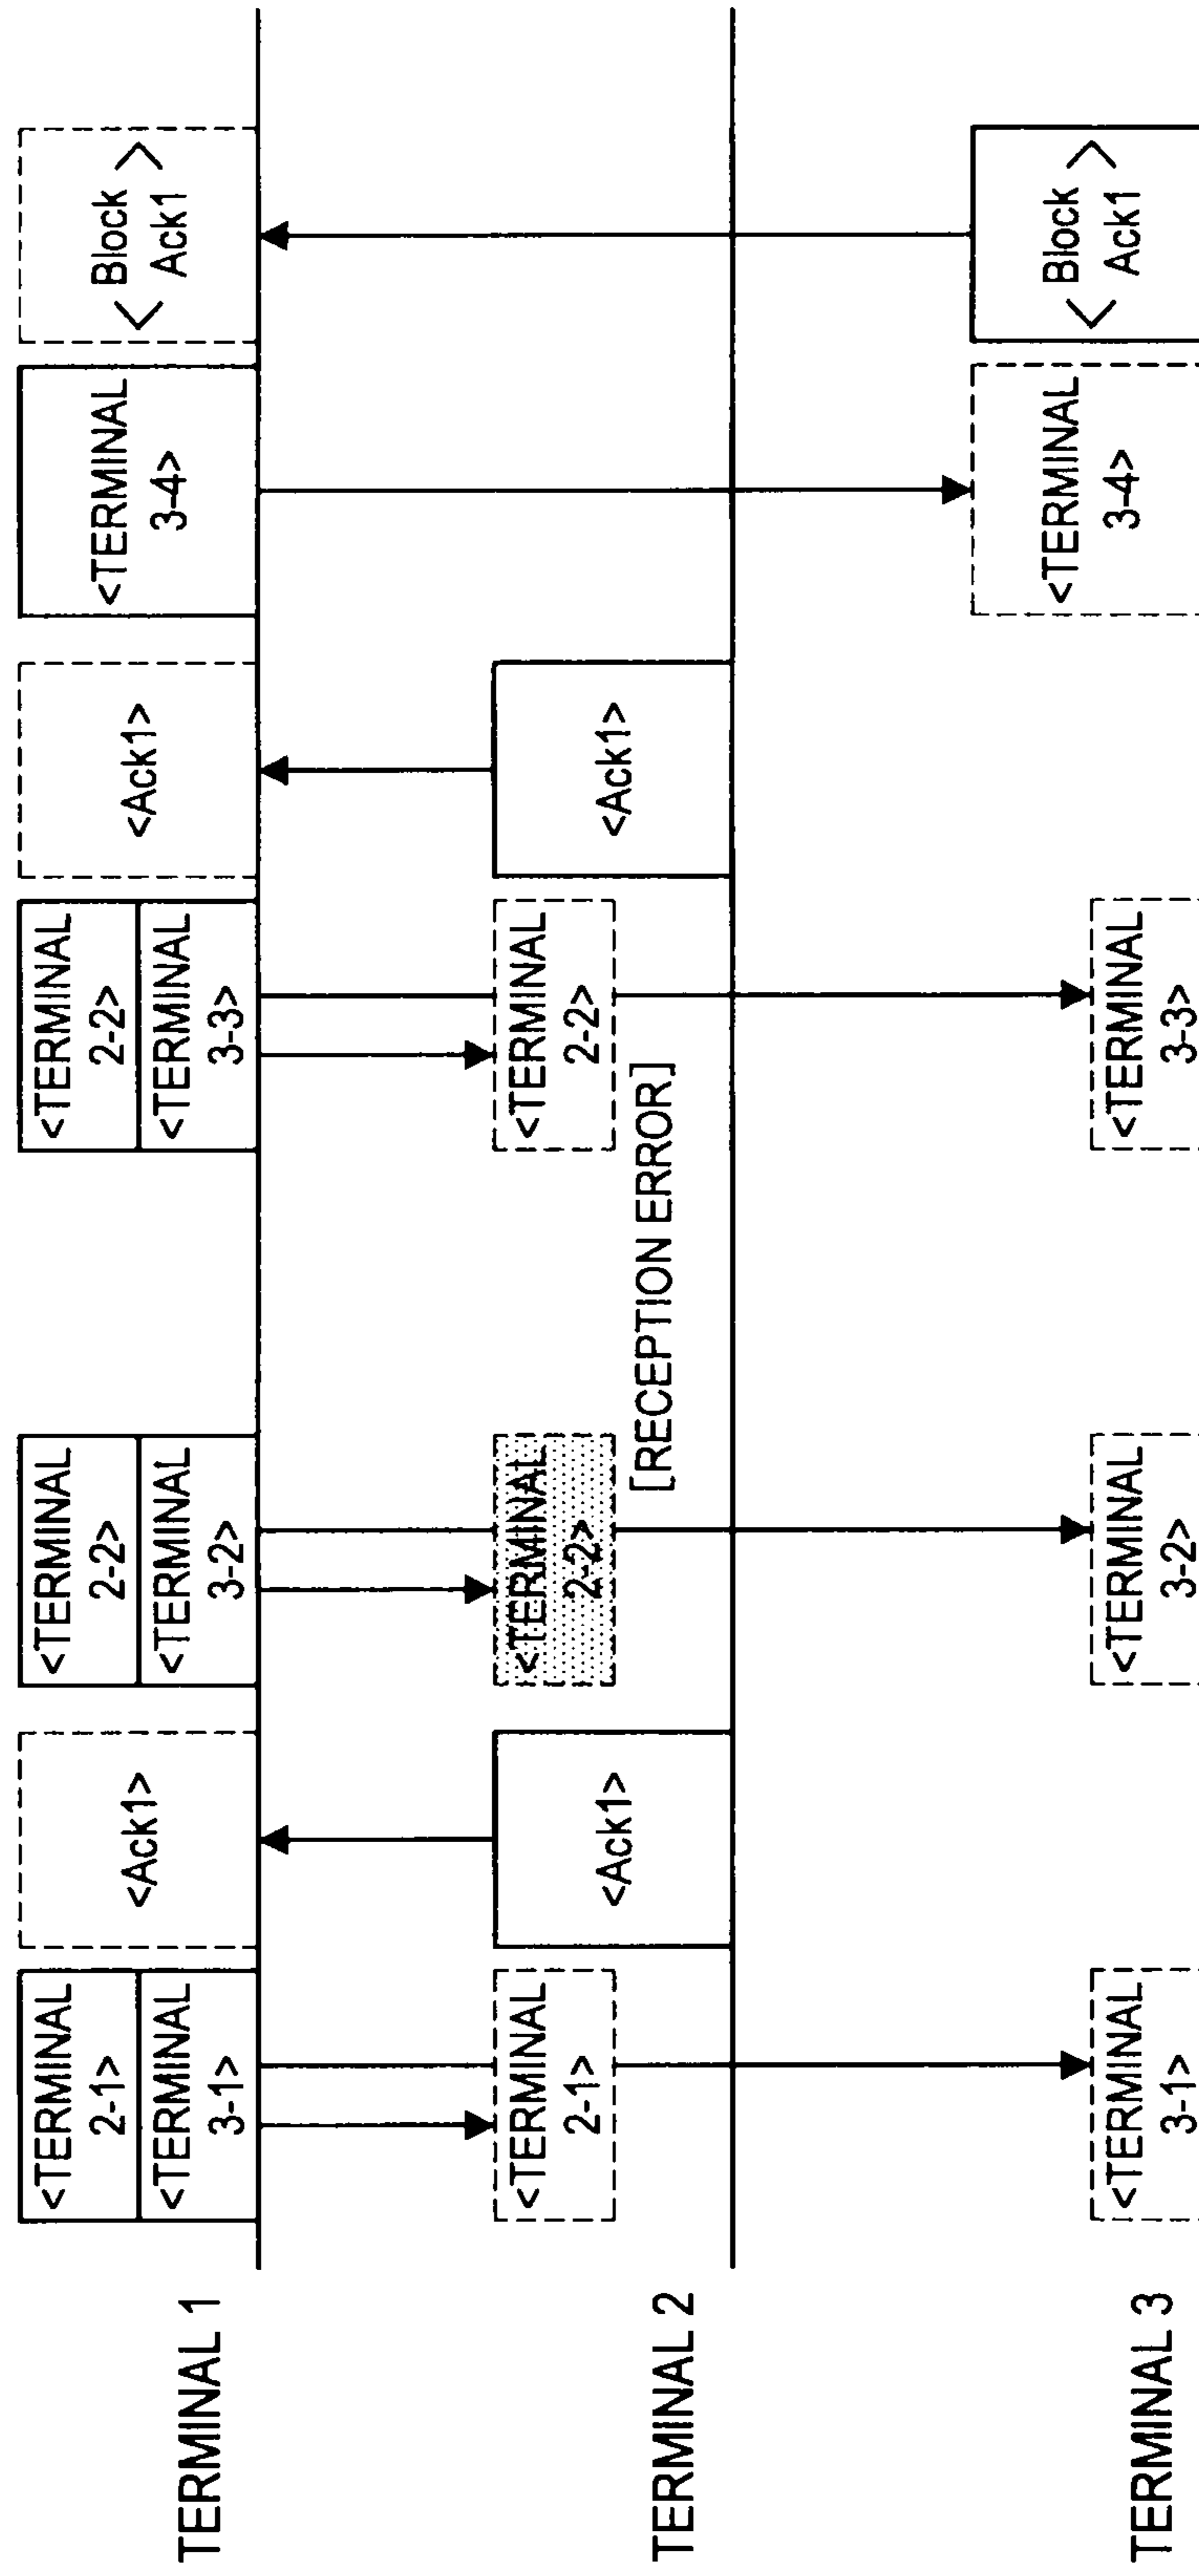 TERMINAL 1
<TERMINAL
2-1>
<TERMINAL
3-1>
<Ack1>
<TERMINAL
2-2>
<TERMINAL
3-2>
<TERMINAL
2-2>
<TERMINAL
3-3>
<Ack1>
<TERMINAL
3-4>
< Block >
Ack1
TERMINAL 2
<TERMINAL
2-1>
<Ack1>
<TERMINAL
2-2>
[RECEPTION ERROR]
<TERMINAL
2-2>
<Ack1>
TERMINAL 3
<TERMINAL
3-1>
<TERMINAL
3-2>
<TERMINAL
3-3>
<TERMINAL
3-4>
< Block >
Ack1